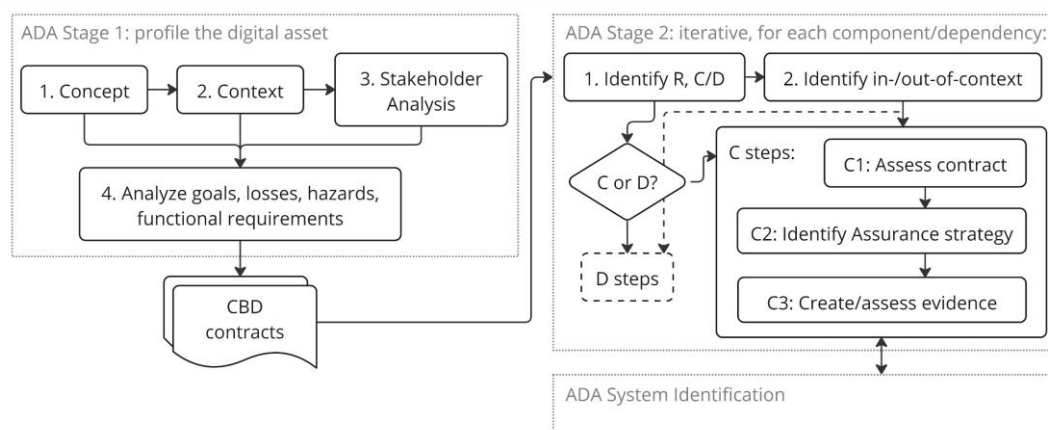 ADA Stage 1: profile the digital asset
1. Concept
2. Context
3. Stakeholder
Analysis
4. Analyze goals, losses, hazards,
functional requirements
CBD
contracts
ADA Stage 2: iterative, for each component/dependency:
1. Identify R, C/D
2. Identify in-/out-of-context
C or D?
D steps
C steps:
C1: Assess contract
C2: Identify Assurance strategy
C3: Create/assess evidence
ADA System Identification